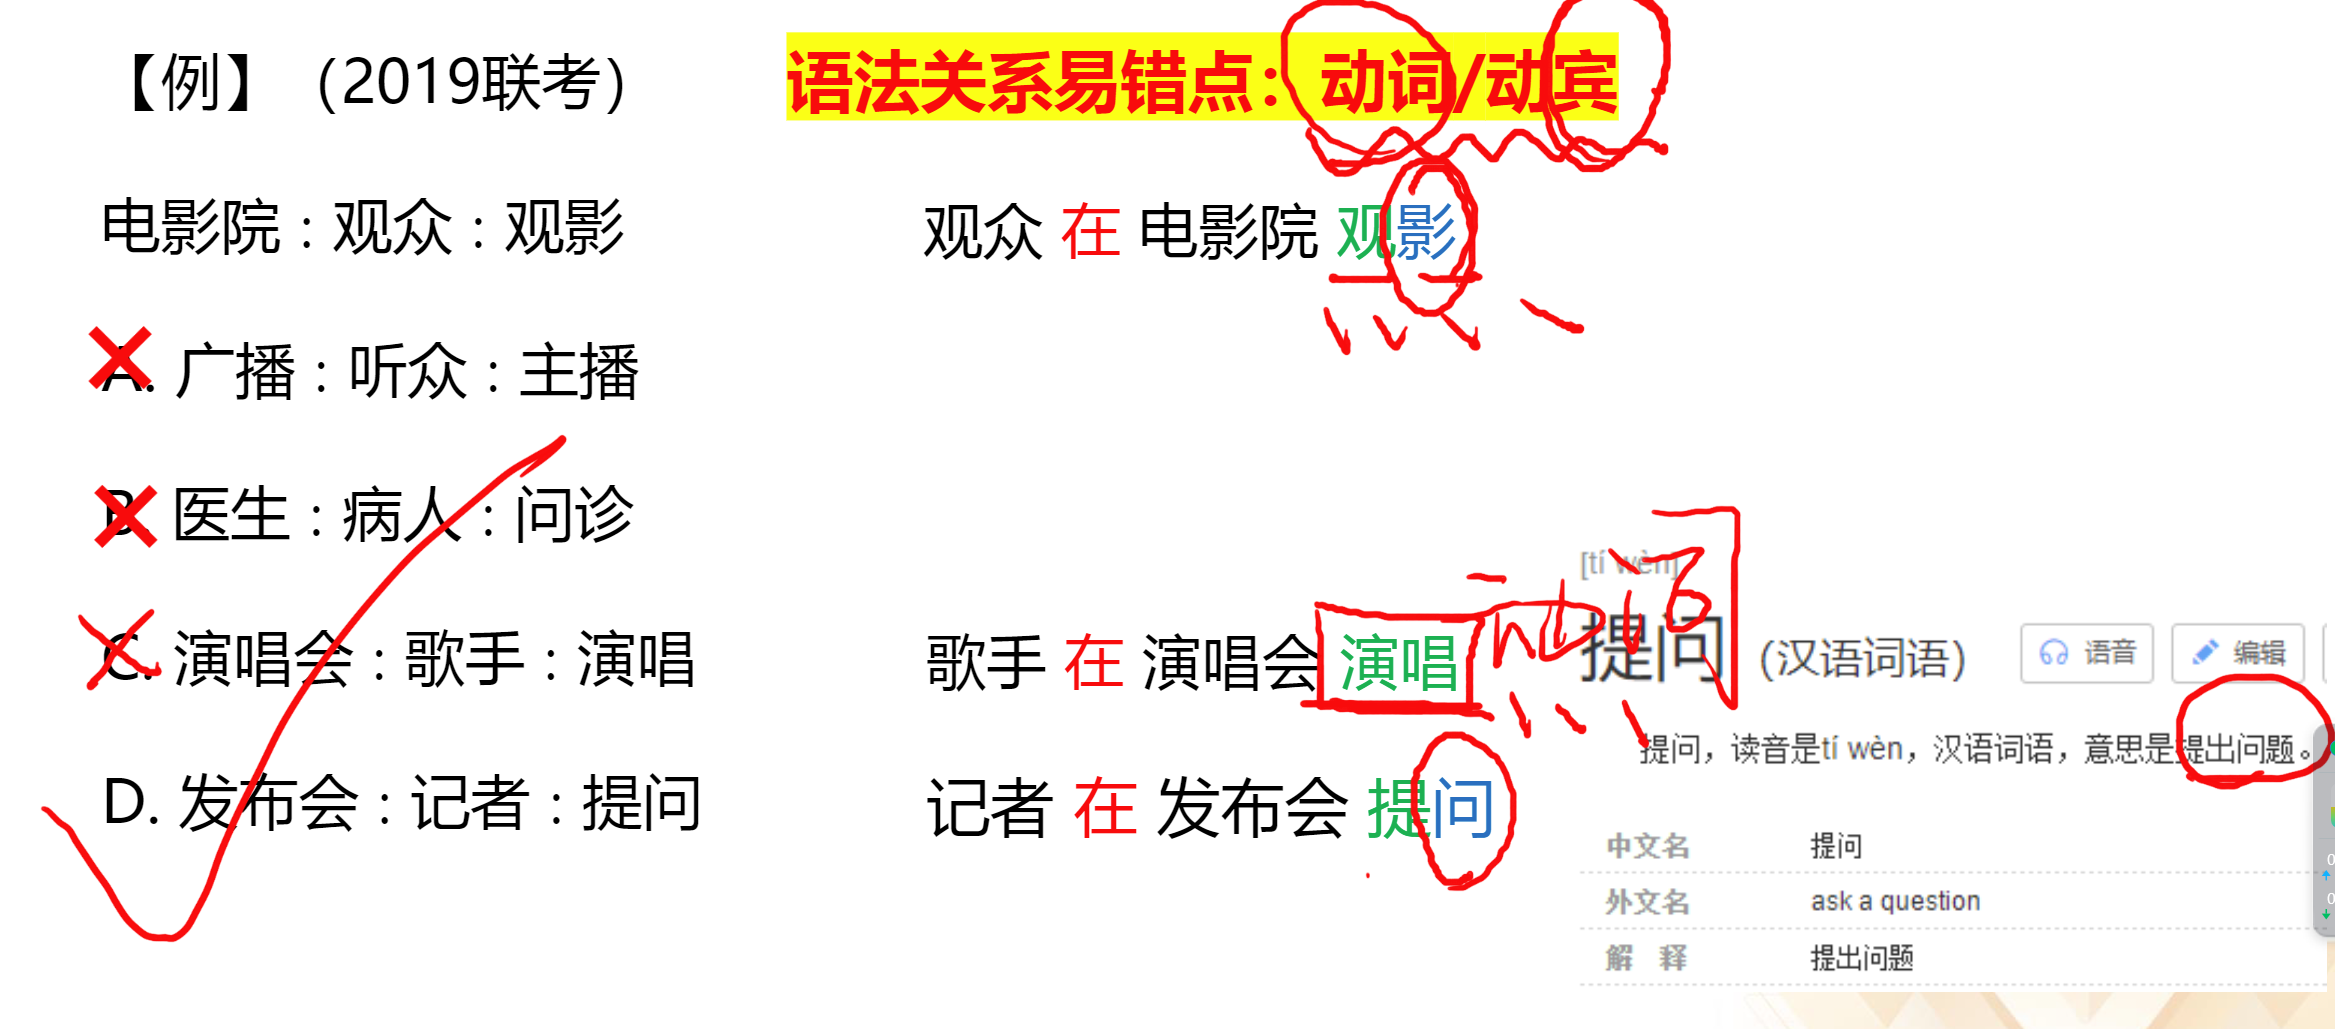 【例】（2019联考）
语法关系易错点：动词/动宾
电影院 : 观众 : 观影
观众 在 电影院 观影
A. 广播 : 听众 : 主播
B. 医生 : 病人 : 问诊
C. 演唱会 : 歌手 : 演唱
歌手 在 演唱会 演唱
D. 发布会 : 记者 : 提问
记者 在 发布会 提问
[tí wèn]
提问 (汉语词语)
语音
编辑
提问，读音是tí wèn，汉语词语，意思是提出问题。
中文名 提问
外文名 ask a question
解 释 提出问题